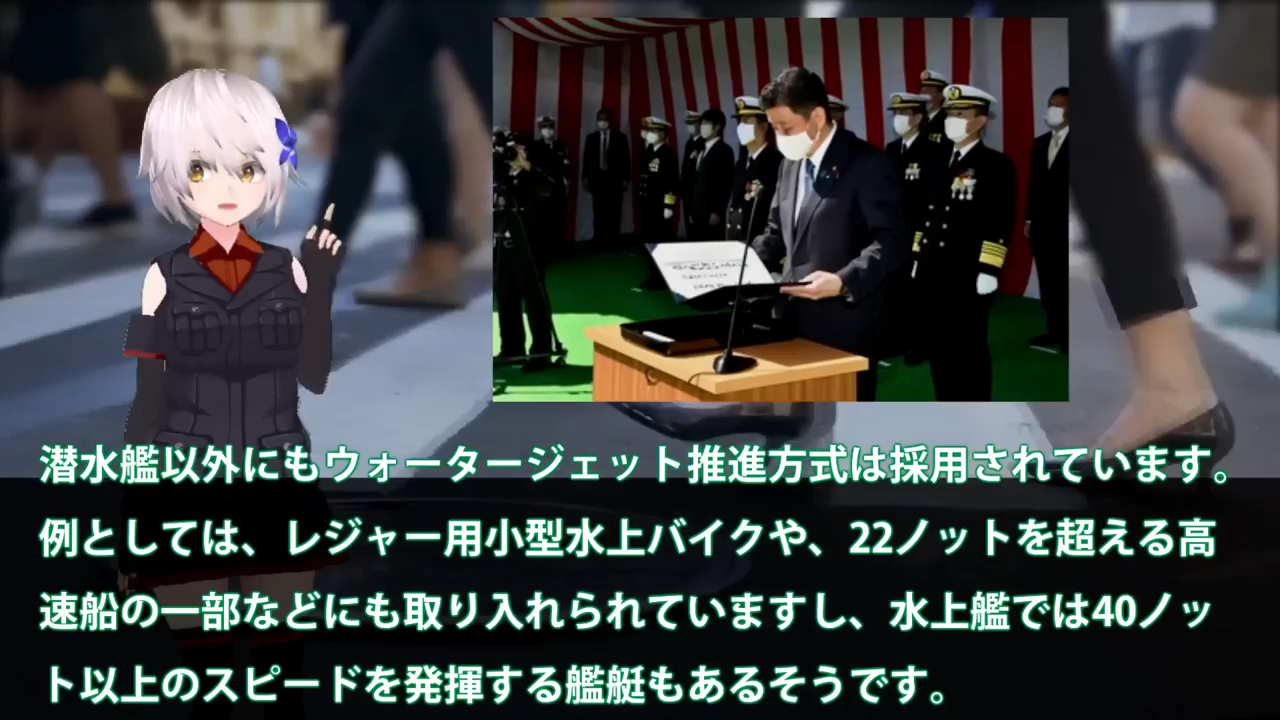 潜水艦以外にもウォータージェット推進方式は採用されています。
例としては、レジャー用小型水上バイクや、22ノットを超える高
速船の一部などにも取り入れられていますし、水上艦では40ノッ
ト以上のスピードを発揮する艦艇もあるそうです。